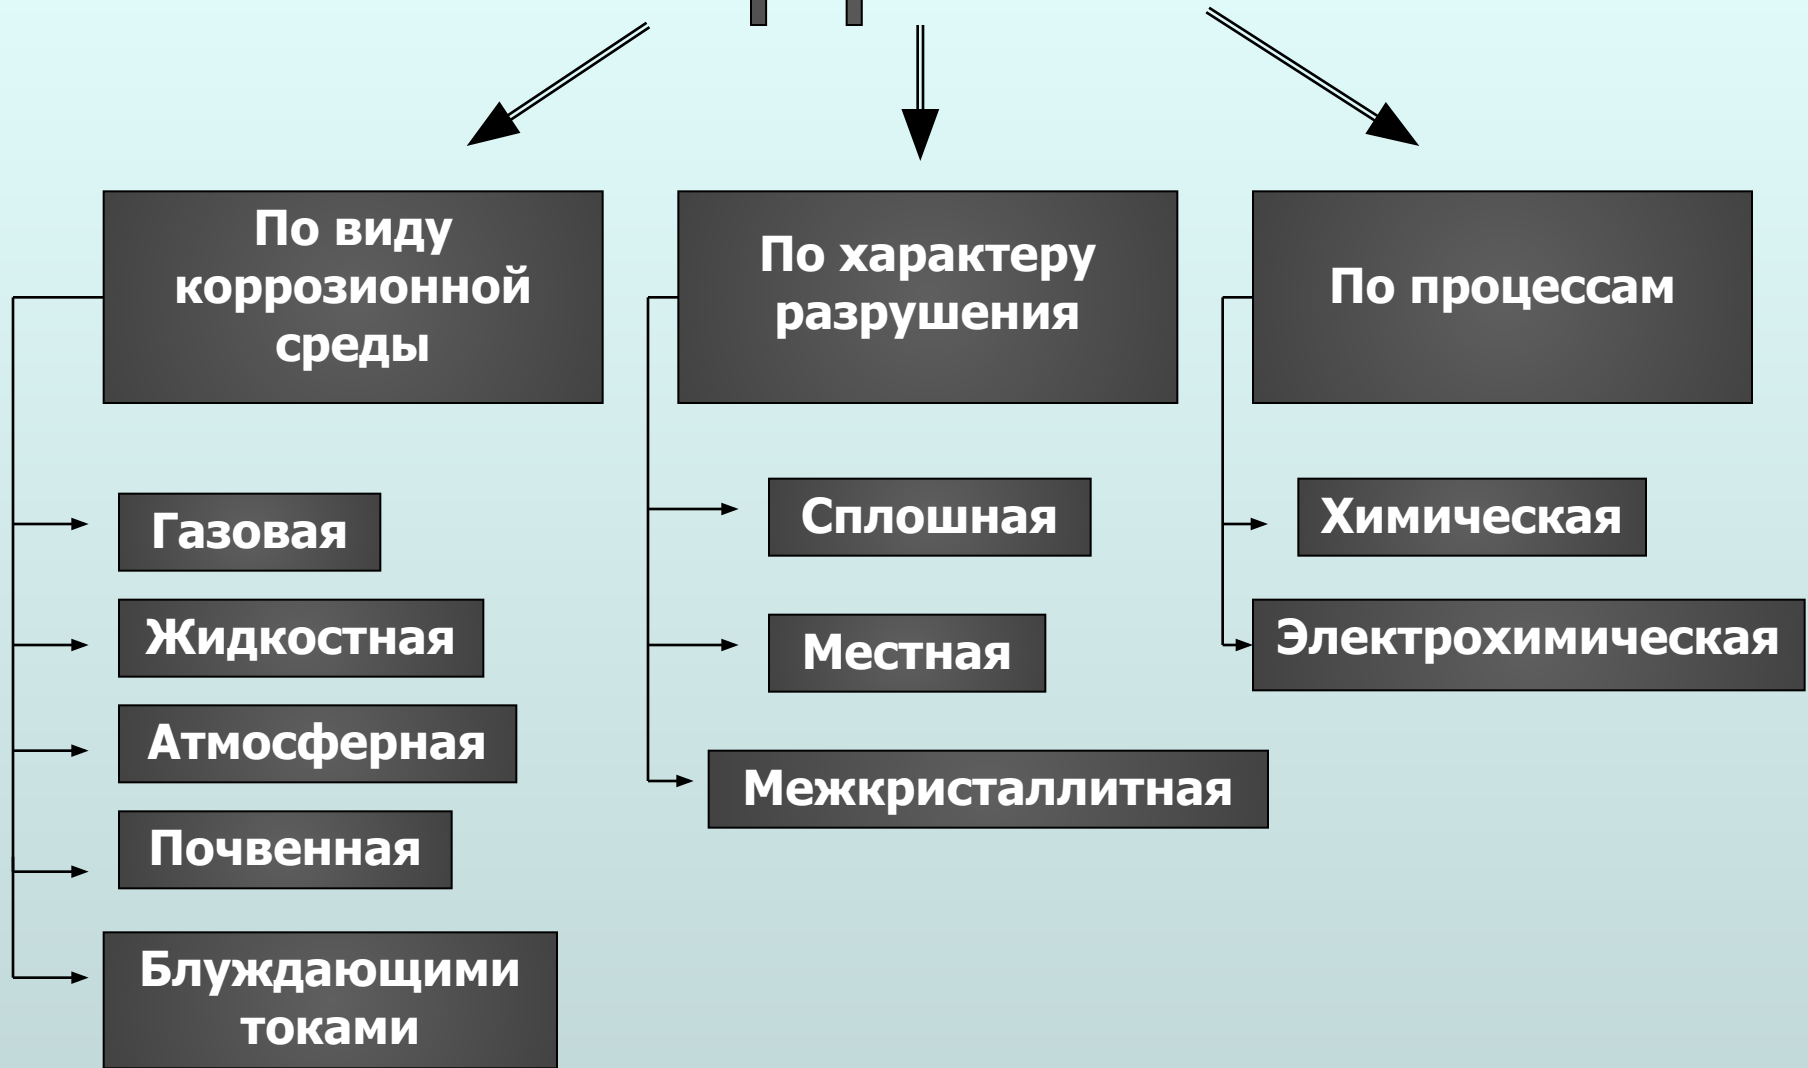 По виду
коррозионной
среды
По характеру
разрушения
По процессам
Газовая
Жидкостная
Атмосферная
Почвенная
Блуждающими
токами
Сплошная
Местная
Межкристаллитная
Химическая
Электрохимическая